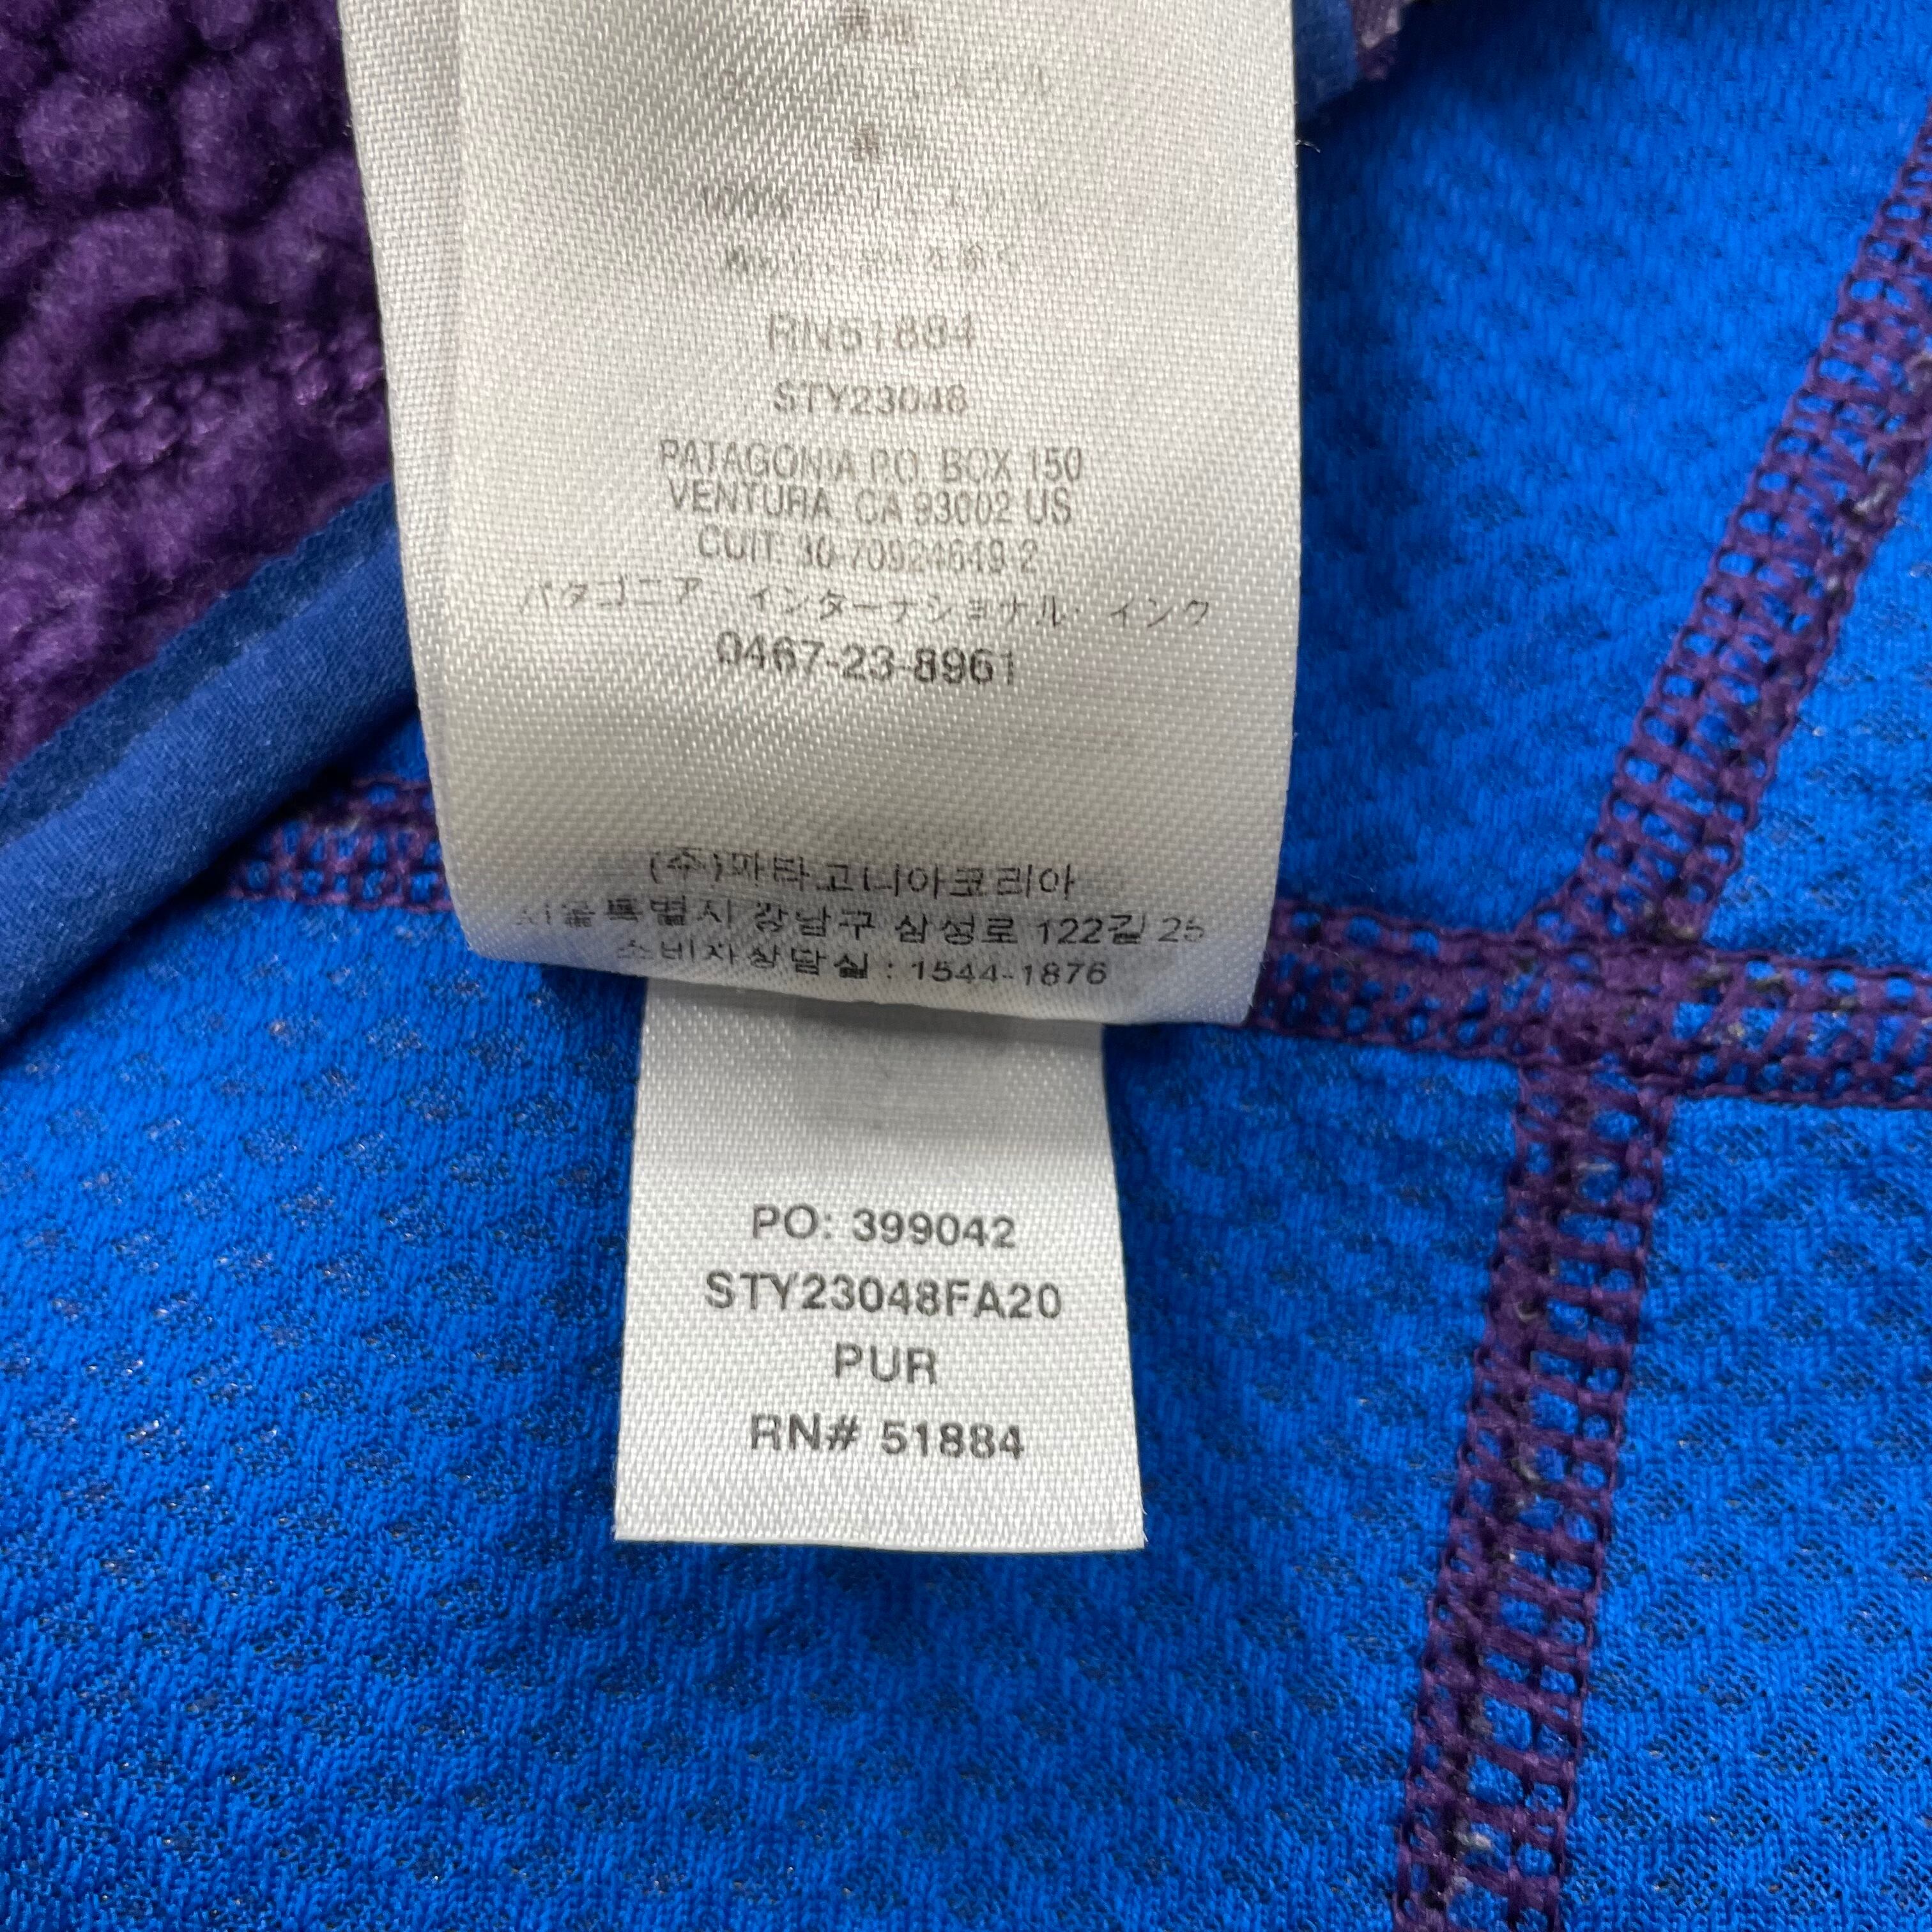 RN51884
STY23048
PATAGONIA P.O. BOX 150
VENTURA, CA 93002 US
CUIT: 30-70924649-2
パタゴニア・インターナショナル・インク
0467-23-8961
(주)파타고니아코리아
서울특별시 강남구 삼성로 122길 25
소비자상담실 : 1544-1876
PO: 399042
STY23048FA20
PUR
RN# 51884